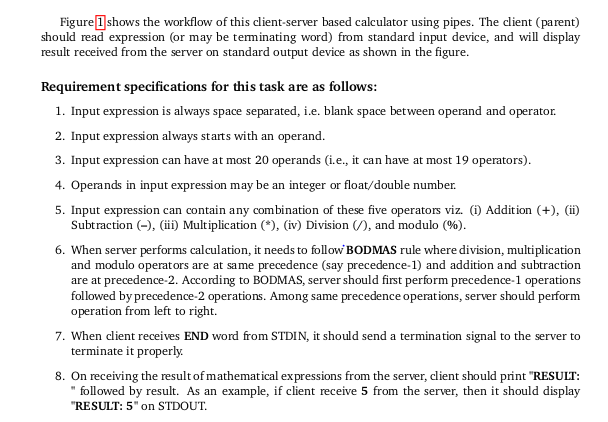 Figure 1 shows the workflow of this client-server based calculator using pipes. The client (parent)
should read expression (or may be terminating word) from standard input device, and will display
result received from the server on standard output device as shown in the figure.
Requirement specifications for this task are as follows:
1. Input expression is always space separated, i.e. blank space between operand and operator.
2. Input expression always starts with an operand.
3. Input expression can have at most 20 operands (i.e., it can have at most 19 operators).
4. Operands in input expression may be an integer or float/double number.
5. Input expression can contain any combination of these five operators viz. (i) Addition (+), (ii)
Subtraction (–), (iii) Multiplication (*), (iv) Division (/), and modulo (%).
6. When server performs calculation, it needs to follow BODMAS rule where division, multiplication
and modulo operators are at same precedence (say precedence-1) and addition and subtraction
are at precedence-2. According to BODMAS, server should first perform precedence-1 operations
followed by precedence-2 operations. Among same precedence operations, server should perform
operation from left to right.
7. When client receives END word from STDIN, it should send a termination signal to the server to
terminate it properly.
8. On receiving the result of mathematical expressions from the server, client should print "RESULT:
" followed by result. As an example, if client receive 5 from the server, then it should display
"RESULT: 5" on STDOUT.